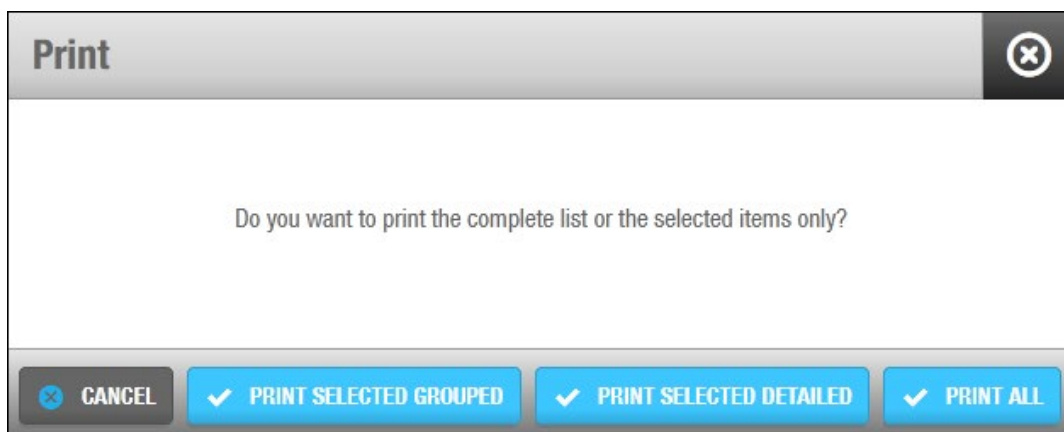 Print
Do you want to print the complete list or the selected items only?
CANCEL PRINT SELECTED GROUPED PRINT SELECTED DETAILED PRINT ALL